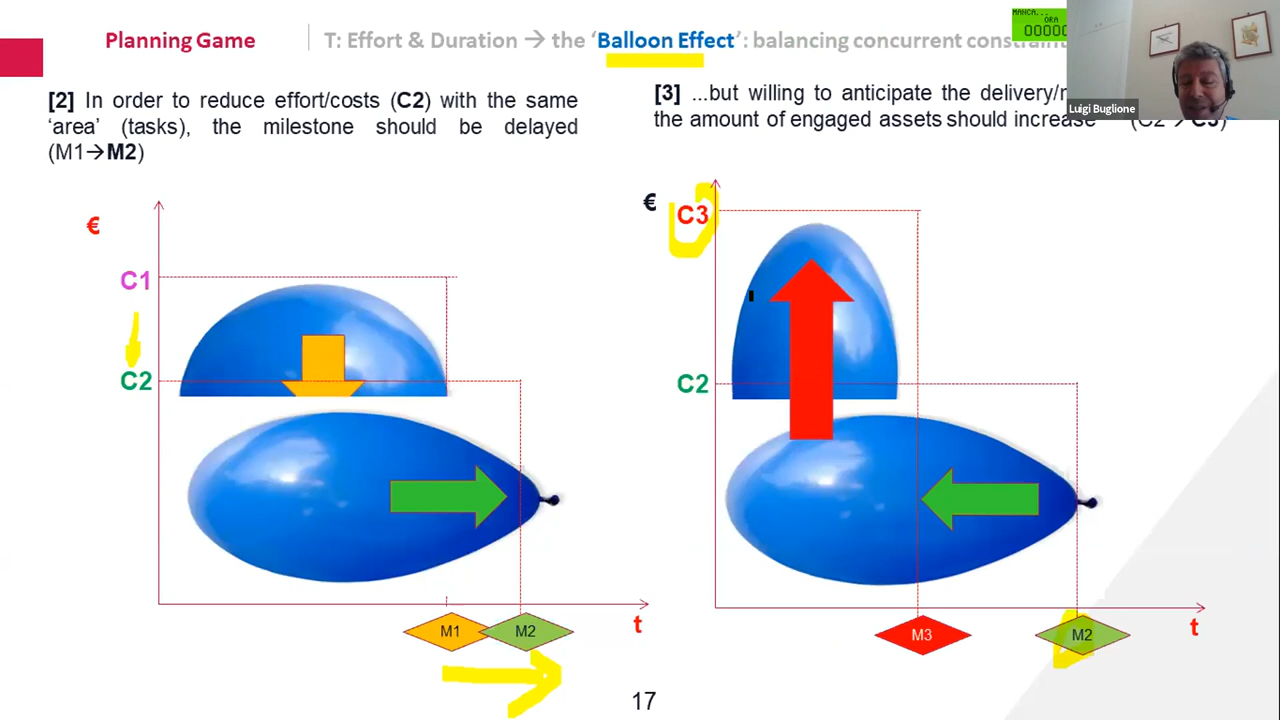 Planning Game
T: Effort & Duration → the ‘Balloon Effect’: balancing concurrent
MANCA...
ORA
Luigi Buglione
[2] In order to reduce effort/costs (C2) with the same
‘area’ (tasks), the milestone should be delayed
(M1→M2)
[3] ...but willing to anticipate the
the amount of engaged assets should increase
€
C1
C2
M1
M2
t
€
C3
C2
M3
M2
t
17